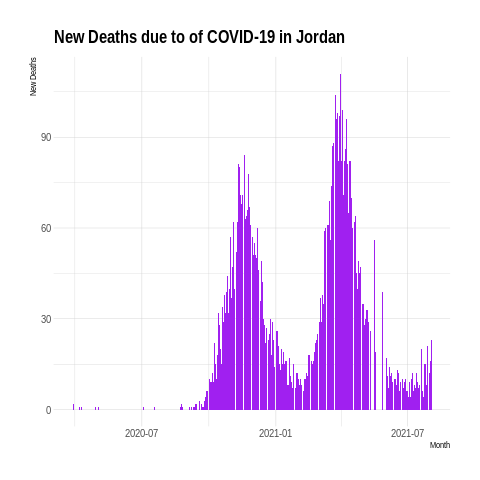 New Deaths due to of COVID-19 in Jordan
New Deaths
90
60
30
0
2020-07
2021-01
2021-07
Month